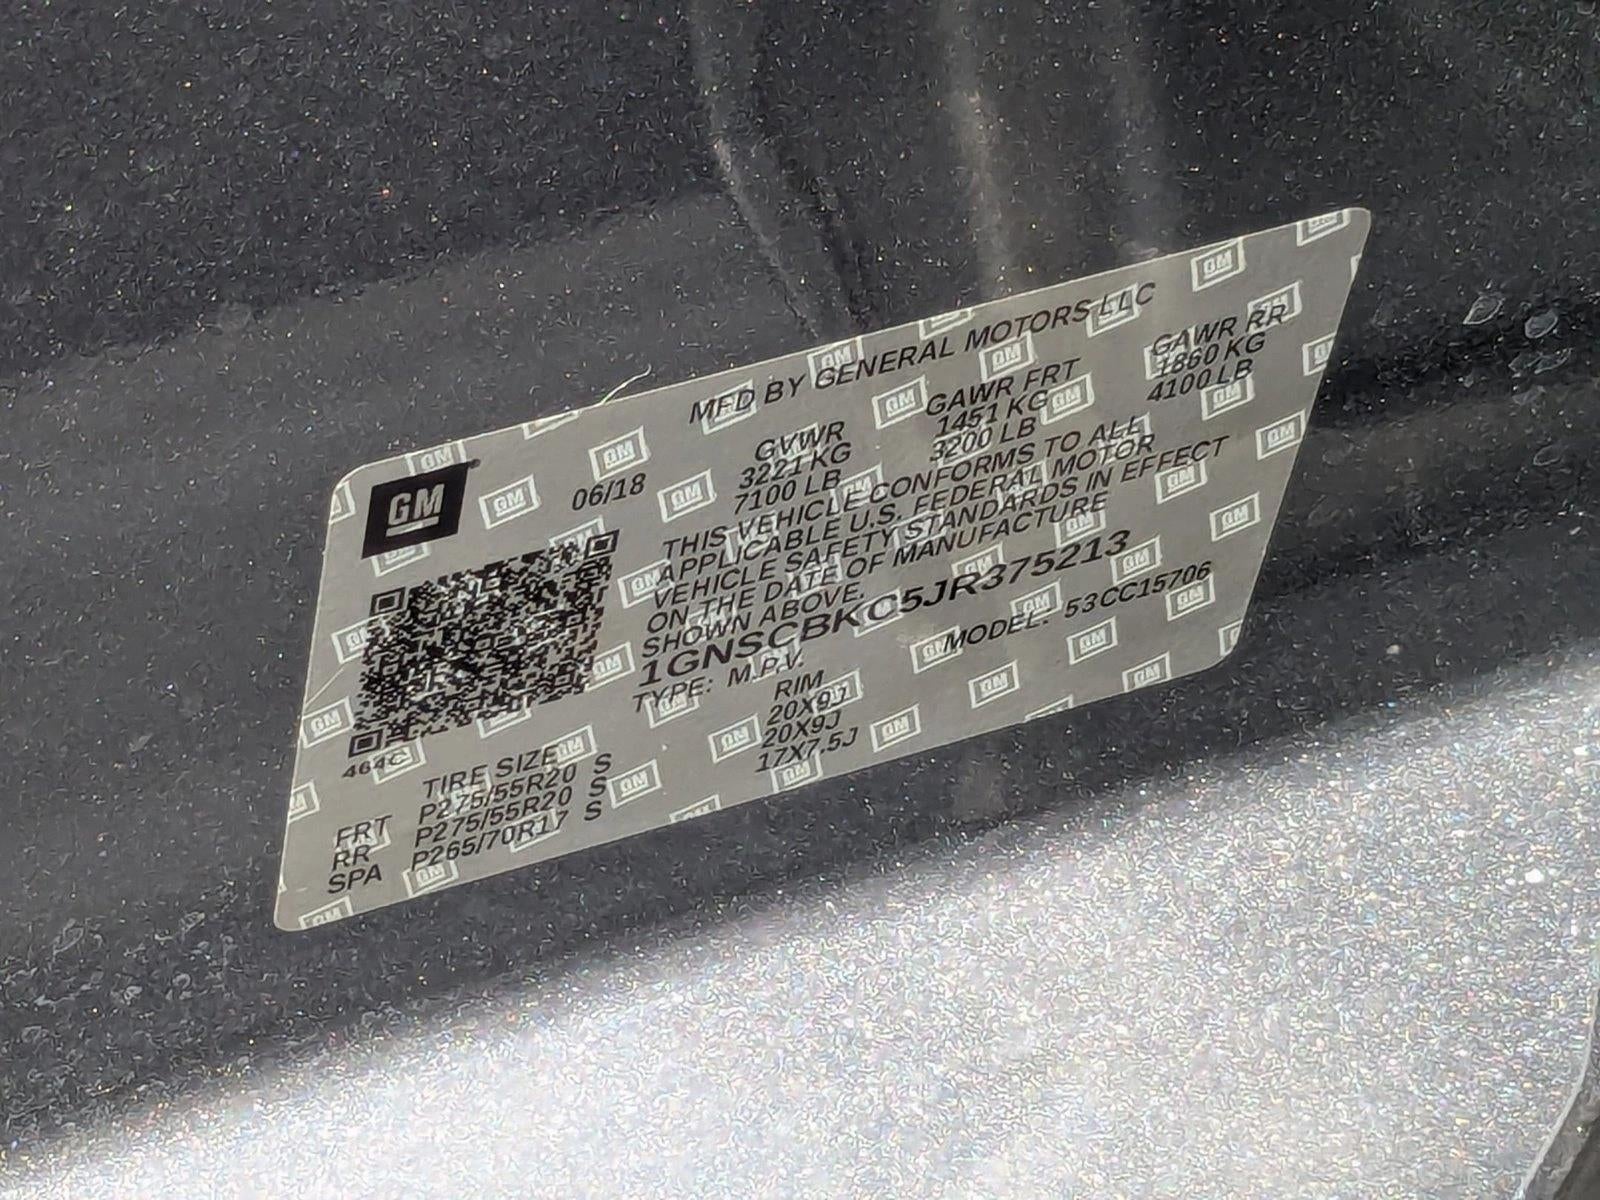 MFD BY GENERAL MOTORS LLC
GM
06/18
GVWR GAWR FRT GAWR RR
3221 KG 1451 KG 1860 KG
7100 LB 3200 LB 4100 LB
THIS VEHICLE CONFORMS TO ALL
APPLICABLE U.S. FEDERAL MOTOR
VEHICLE SAFETY STANDARDS IN EFFECT
ON THE DATE OF MANUFACTURE
SHOWN ABOVE.
1GNSCBKC5JR375213
TYPE: M.P.V. MODEL: 53CC15706
464C
TIRE SIZE RIM
FRT P275/55R20 S 20X9J
RR P275/55R20 S 20X9J
SPA P265/70R17 S 17X7.5J